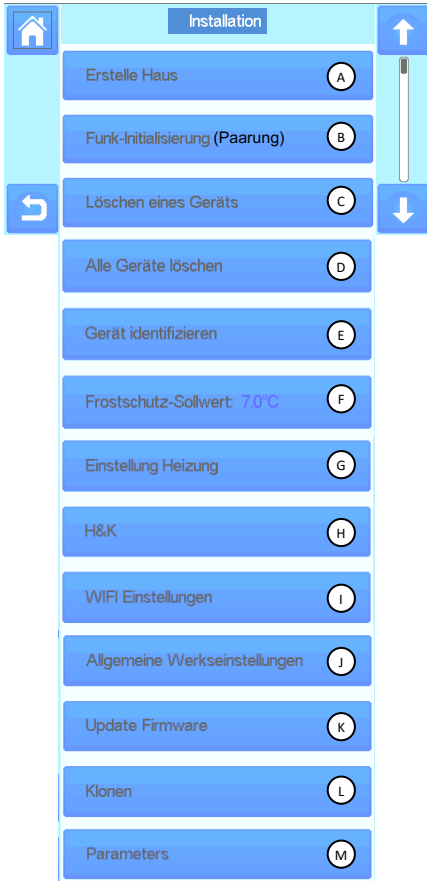 Installation
Erstelle Haus A
Funk-Initialisierung (Paarung) B
Löschen eines Geräts C
Alle Geräte löschen D
Gerät identifizieren E
Frostschutz-Sollwert: 7.0°C F
Einstellung Heizung G
H&K H
WIFI Einstellungen I
Allgemeine Werkseinstellungen J
Update Firmware K
Klonen L
Parameters M